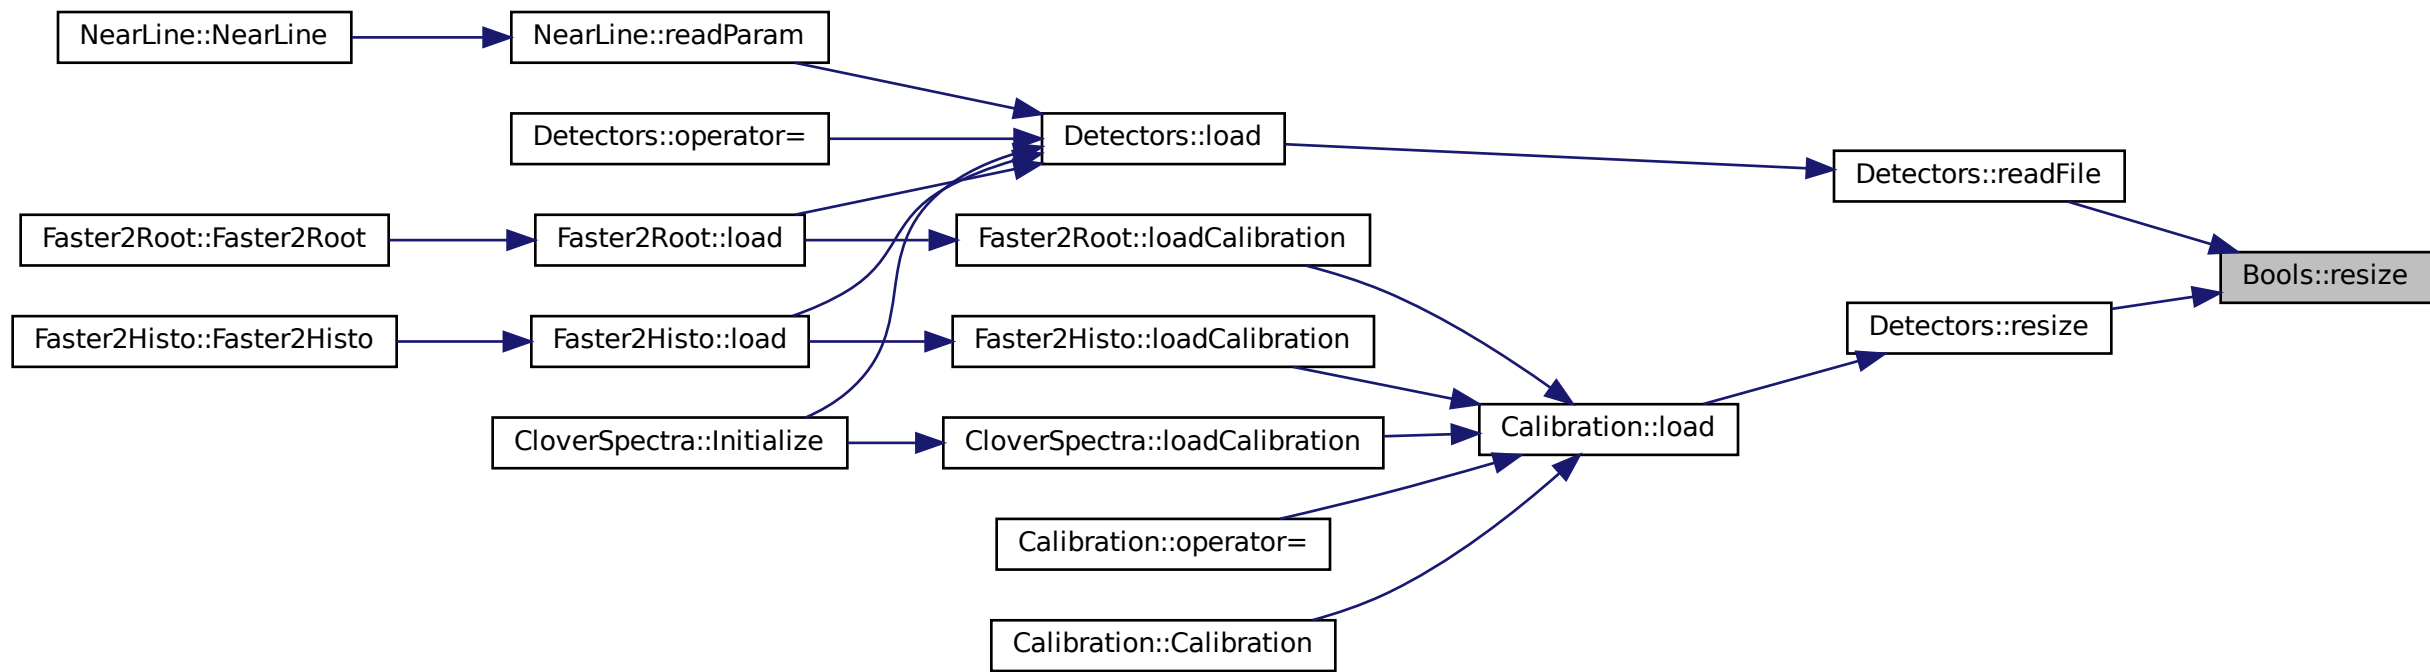 NearLine::NearLine
NearLine::readParam
Detectors::operator=
Detectors::load
Detectors::readFile
Faster2Root::Faster2Root
Faster2Root::load
Faster2Root::loadCalibration
Bools::resize
Faster2Histo::Faster2Histo
Faster2Histo::load
Faster2Histo::loadCalibration
Detectors::resize
CloverSpectra::Initialize
CloverSpectra::loadCalibration
Calibration::load
Calibration::operator=
Calibration::Calibration